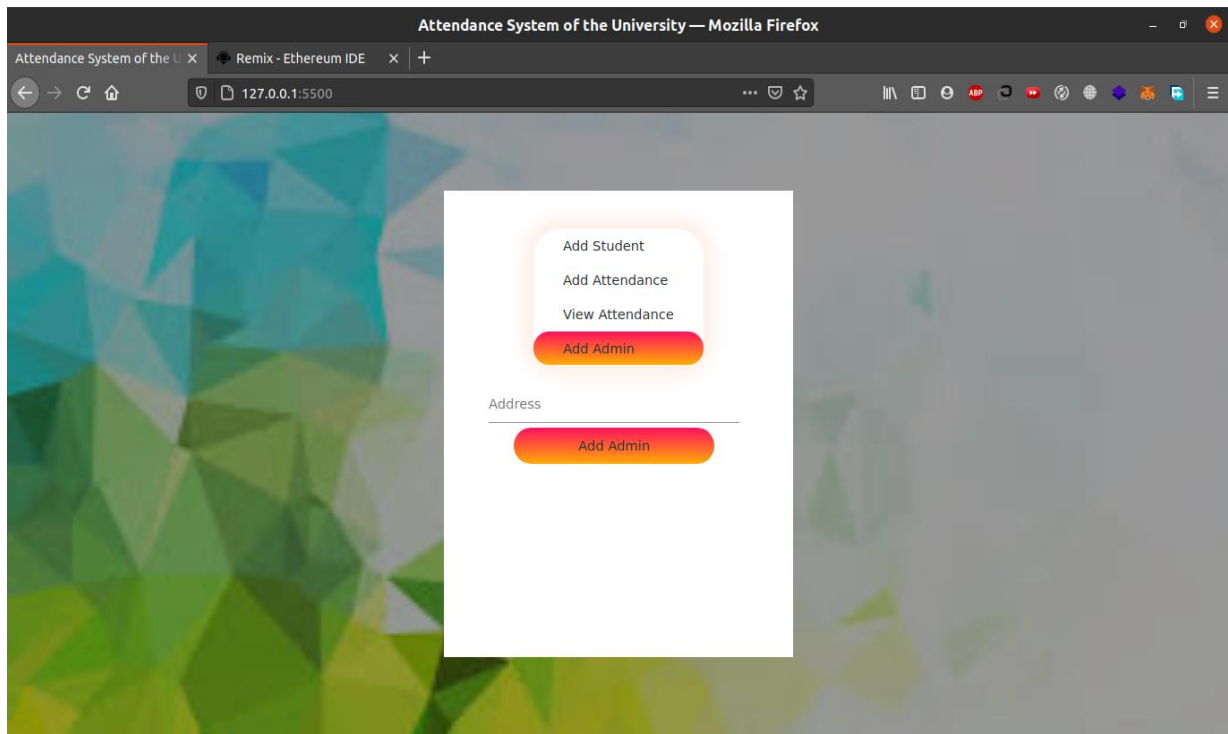 Attendance System of the University — Mozilla Firefox
Attendance System of the U
Remix - Ethereum IDE
127.0.0.1:5500
ABP
Add Student
Add Attendance
View Attendance
Add Admin
Address
Add Admin